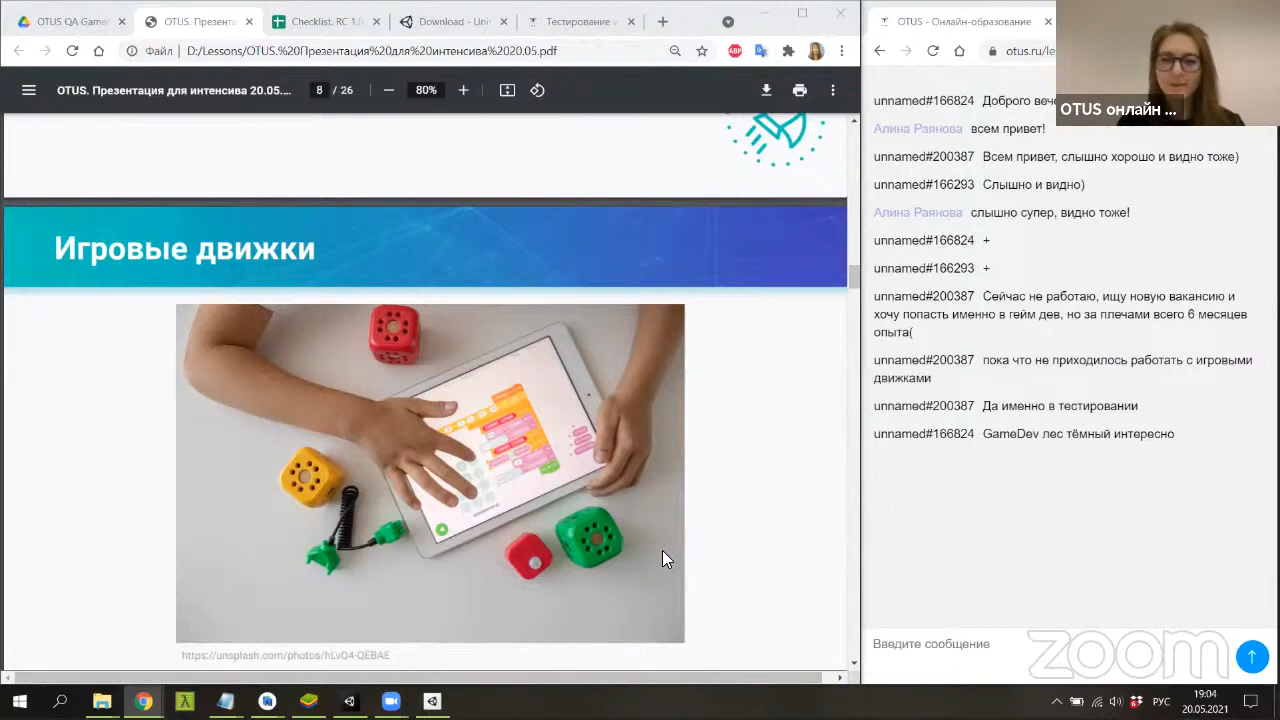 OTUS QA Game
OTUS. Презента
Checklist. RC 1.0
Download - Uni
Тестирование и
OTUS - Онлайн-образование
Файл
D:/Lessons/OTUS.%20Презентация%20для%20интенсива%2020.05.pdf
ABP
otus.ru/le
OTUS. Презентация для интенсива 20.05....
8 / 26
80%
OTUS онлайн ...
unnamed#166824 Доброго вече
Алина Раянова всем привет!
unnamed#200387 Всем привет, слышно хорошо и видно тоже)
unnamed#166293 Слышно и видно)
Алина Раянова слышно супер, видно тоже!
unnamed#166824 +
unnamed#166293 +
unnamed#200387 Сейчас не работаю, ищу новую вакансию и
хочу попасть именно в гейм дев, но за плечами всего 6 месяцев
опыта(
unnamed#200387 пока что не приходилось работать с игровыми
движками
unnamed#200387 Да именно в тестировании
unnamed#166824 GameDev лес тёмный интересно
Игровые движки
https://unsplash.com/photos/hLvQ4-QEBAE
Введите сообщение
zoom
РУС
19:04
20.05.2021